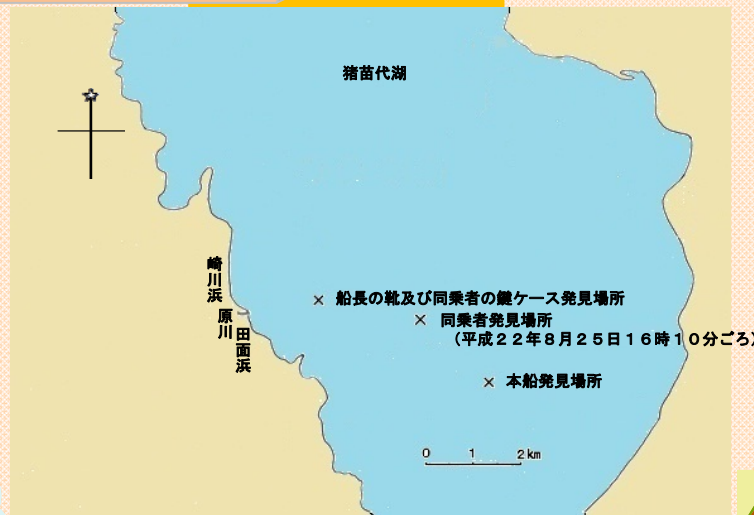 猪苗代湖
崎川浜
原川
田面浜
船長の靴及び同乗者の鍵ケース発見場所
同乗者発見場所
（平成２２年８月２５日１６時１０分ごろ）
本船発見場所
0 1 2km